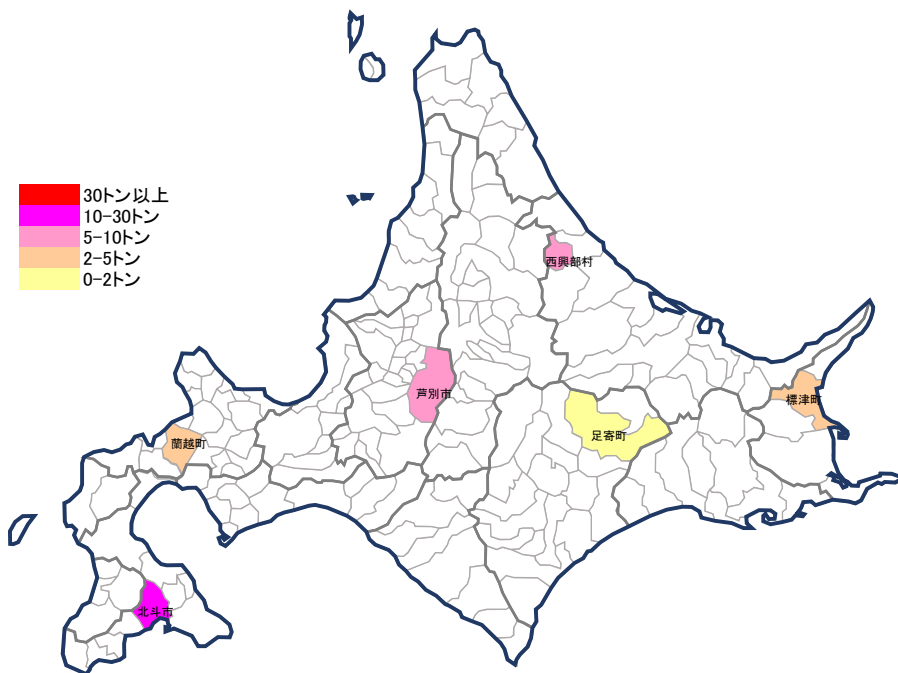 30トン以上
10-30トン
5-10トン
2-5トン
0-2トン
西興部村
芦別市
標津町
足寄町
蘭越町
北斗市